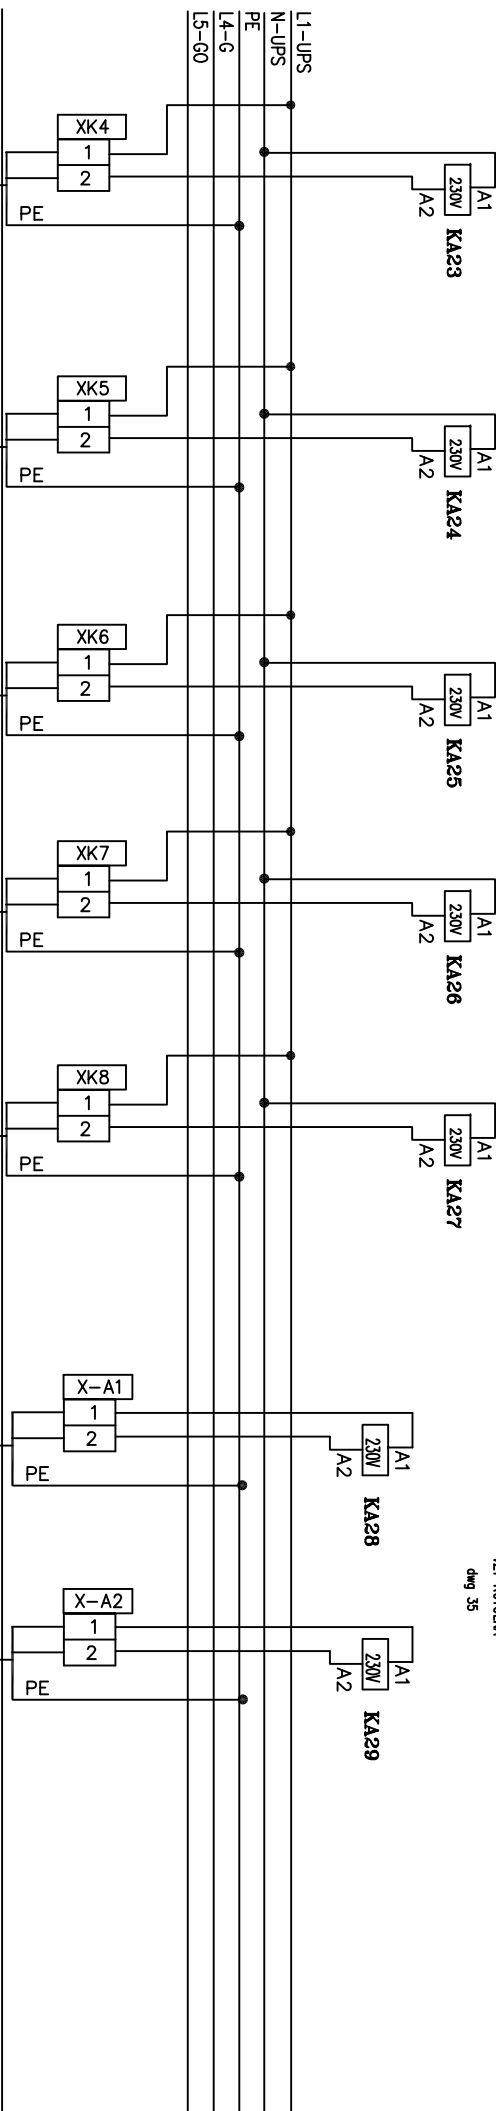 L1-UPS
N-UPS
PE
L4-G
L5-GO
XK4
1
2
PE
230V
A1
A2
KA23
XK5
1
2
PE
230V
A1
A2
KA24
XK6
1
2
PE
230V
A1
A2
KA25
XK7
1
2
PE
230V
A1
A2
KA26
XK8
1
2
PE
230V
A1
A2
KA27
X-A1
1
2
PE
230V
A1
A2
KA28
dwg 35
X-A2
1
2
PE
230V
A1
A2
KA29